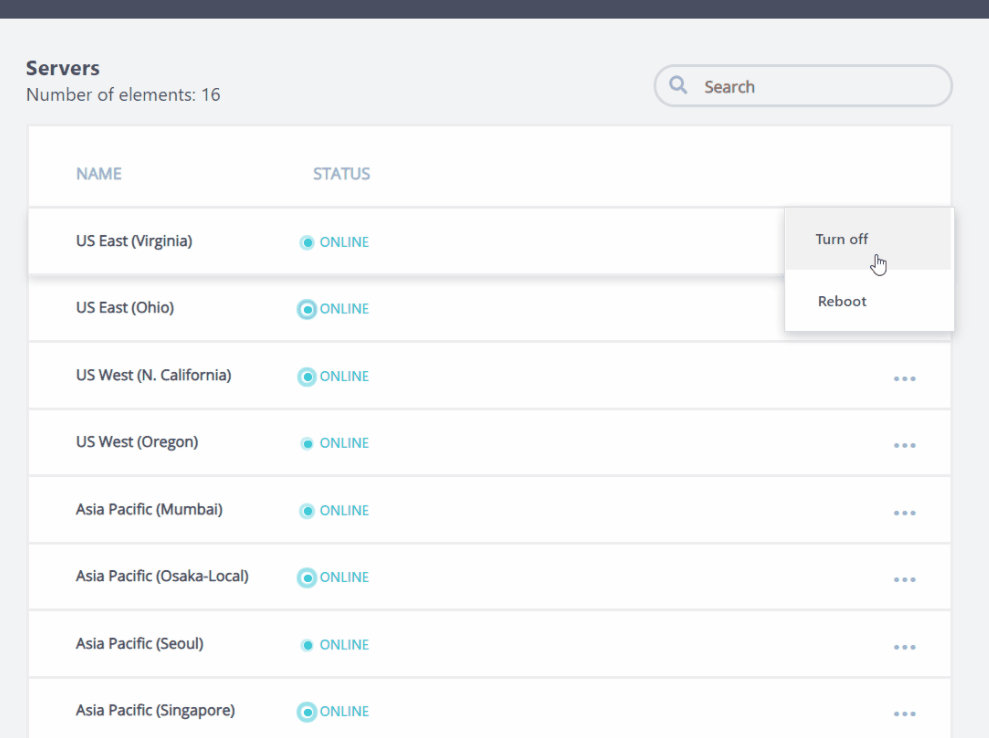 Servers
Number of elements: 16
Search
NAME STATUS
US East (Virginia) ONLINE Turn off
US East (Ohio) ONLINE Reboot
US West (N. California) ONLINE
US West (Oregon) ONLINE
Asia Pacific (Mumbai) ONLINE
Asia Pacific (Osaka-Local) ONLINE
Asia Pacific (Seoul) ONLINE
Asia Pacific (Singapore) ONLINE